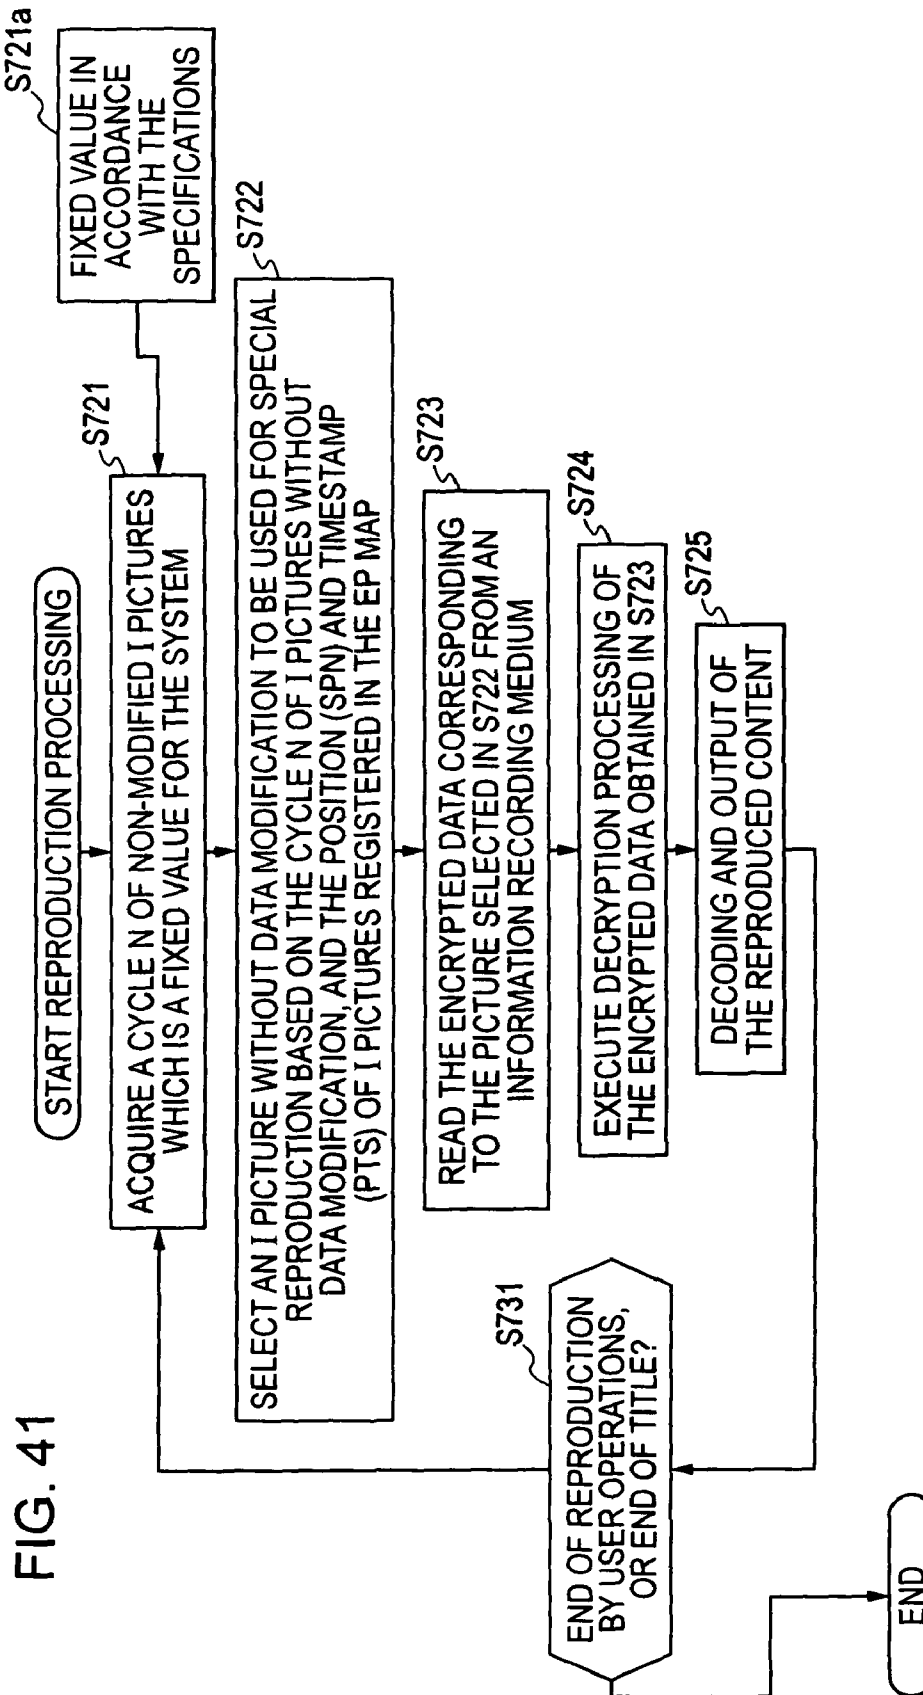 FIG. 41
START REPRODUCTION PROCESSING
S721a
FIXED VALUE IN
ACCORDANCE
WITH THE
SPECIFICATIONS
S721
ACQUIRE A CYCLE N OF NON-MODIFIED I PICTURES
WHICH IS A FIXED VALUE FOR THE SYSTEM
S722
SELECT AN I PICTURE WITHOUT DATA MODIFICATION TO BE USED FOR SPECIAL
REPRODUCTION BASED ON THE CYCLE N OF I PICTURES WITHOUT
DATA MODIFICATION, AND THE POSITION (SPN) AND TIMESTAMP
(PTS) OF I PICTURES REGISTERED IN THE EP MAP
S723
READ THE ENCRYPTED DATA CORRESPONDING
TO THE PICTURE SELECTED IN S722 FROM AN
INFORMATION RECORDING MEDIUM
S724
EXECUTE DECRYPTION PROCESSING OF
THE ENCRYPTED DATA OBTAINED IN S723
S725
DECODING AND OUTPUT OF
THE REPRODUCED CONTENT
S731
END OF REPRODUCTION
BY USER OPERATIONS,
OR END OF TITLE?
END